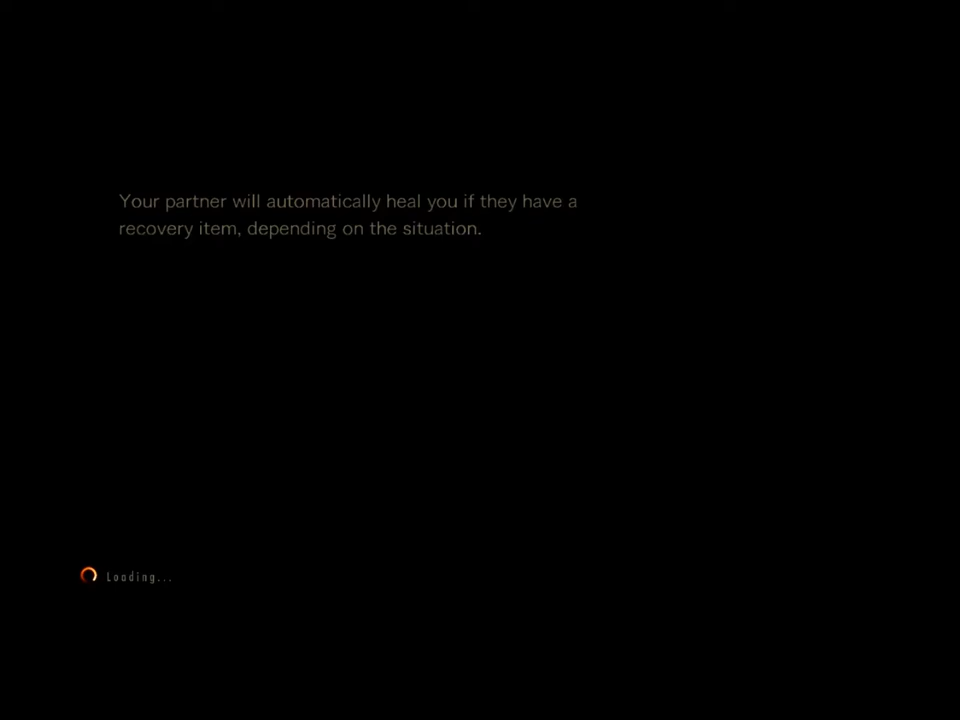 Your partner will automatically heal you if they have a
recovery item, depending on the situation.
Loading...